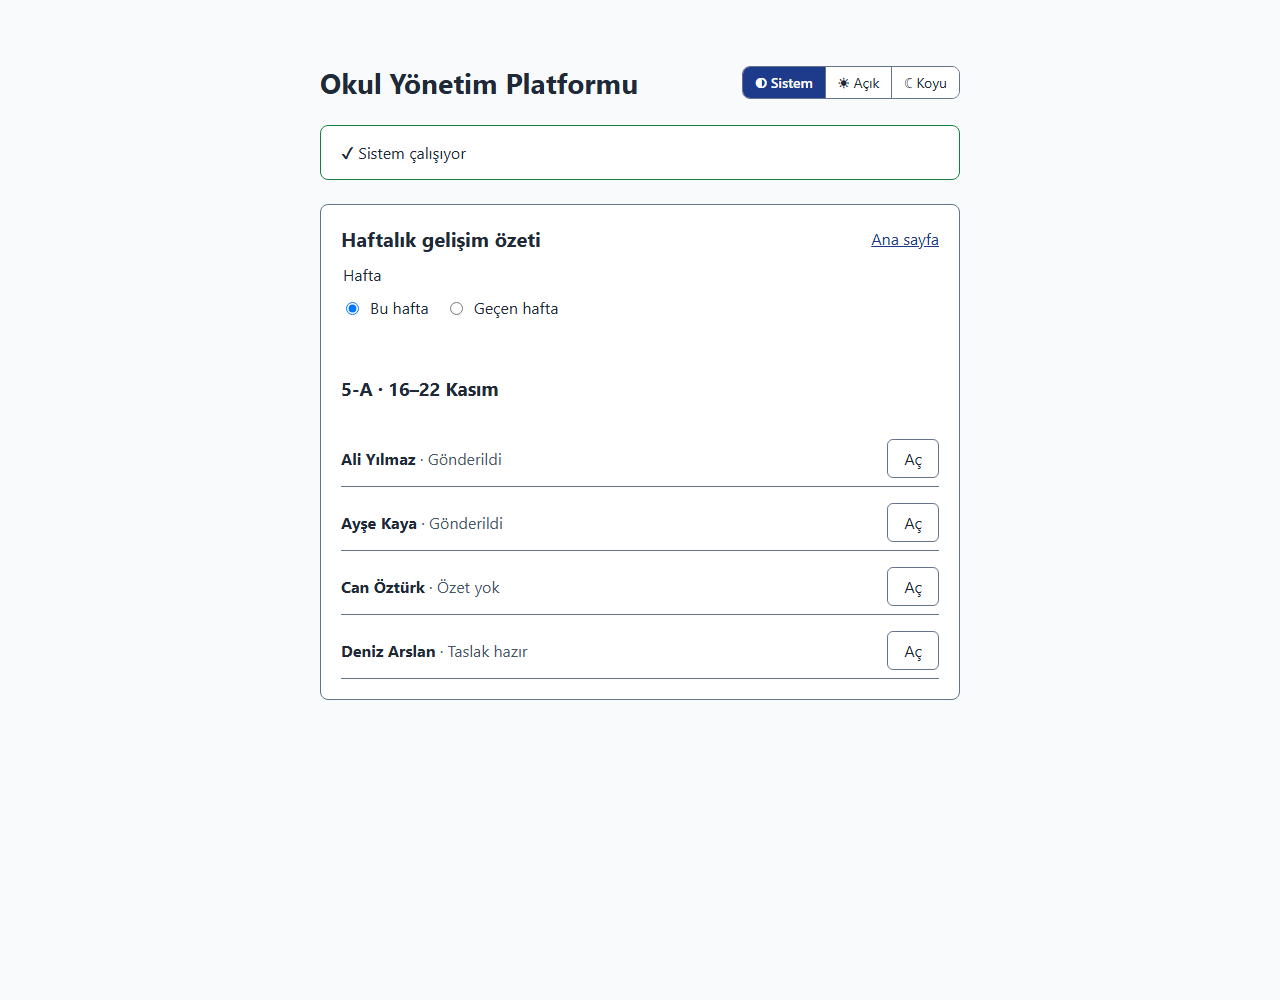 Okul Yönetim Platformu
◐ Sistem ☀ Açık ☾ Koyu
✓ Sistem çalışıyor
Haftalık gelişim özeti Ana sayfa
Hafta
Bu hafta Geçen hafta
5-A · 16–22 Kasım
Ali Yılmaz · Gönderildi Aç
Ayşe Kaya · Gönderildi Aç
Can Öztürk · Özet yok Aç
Deniz Arslan · Taslak hazır Aç